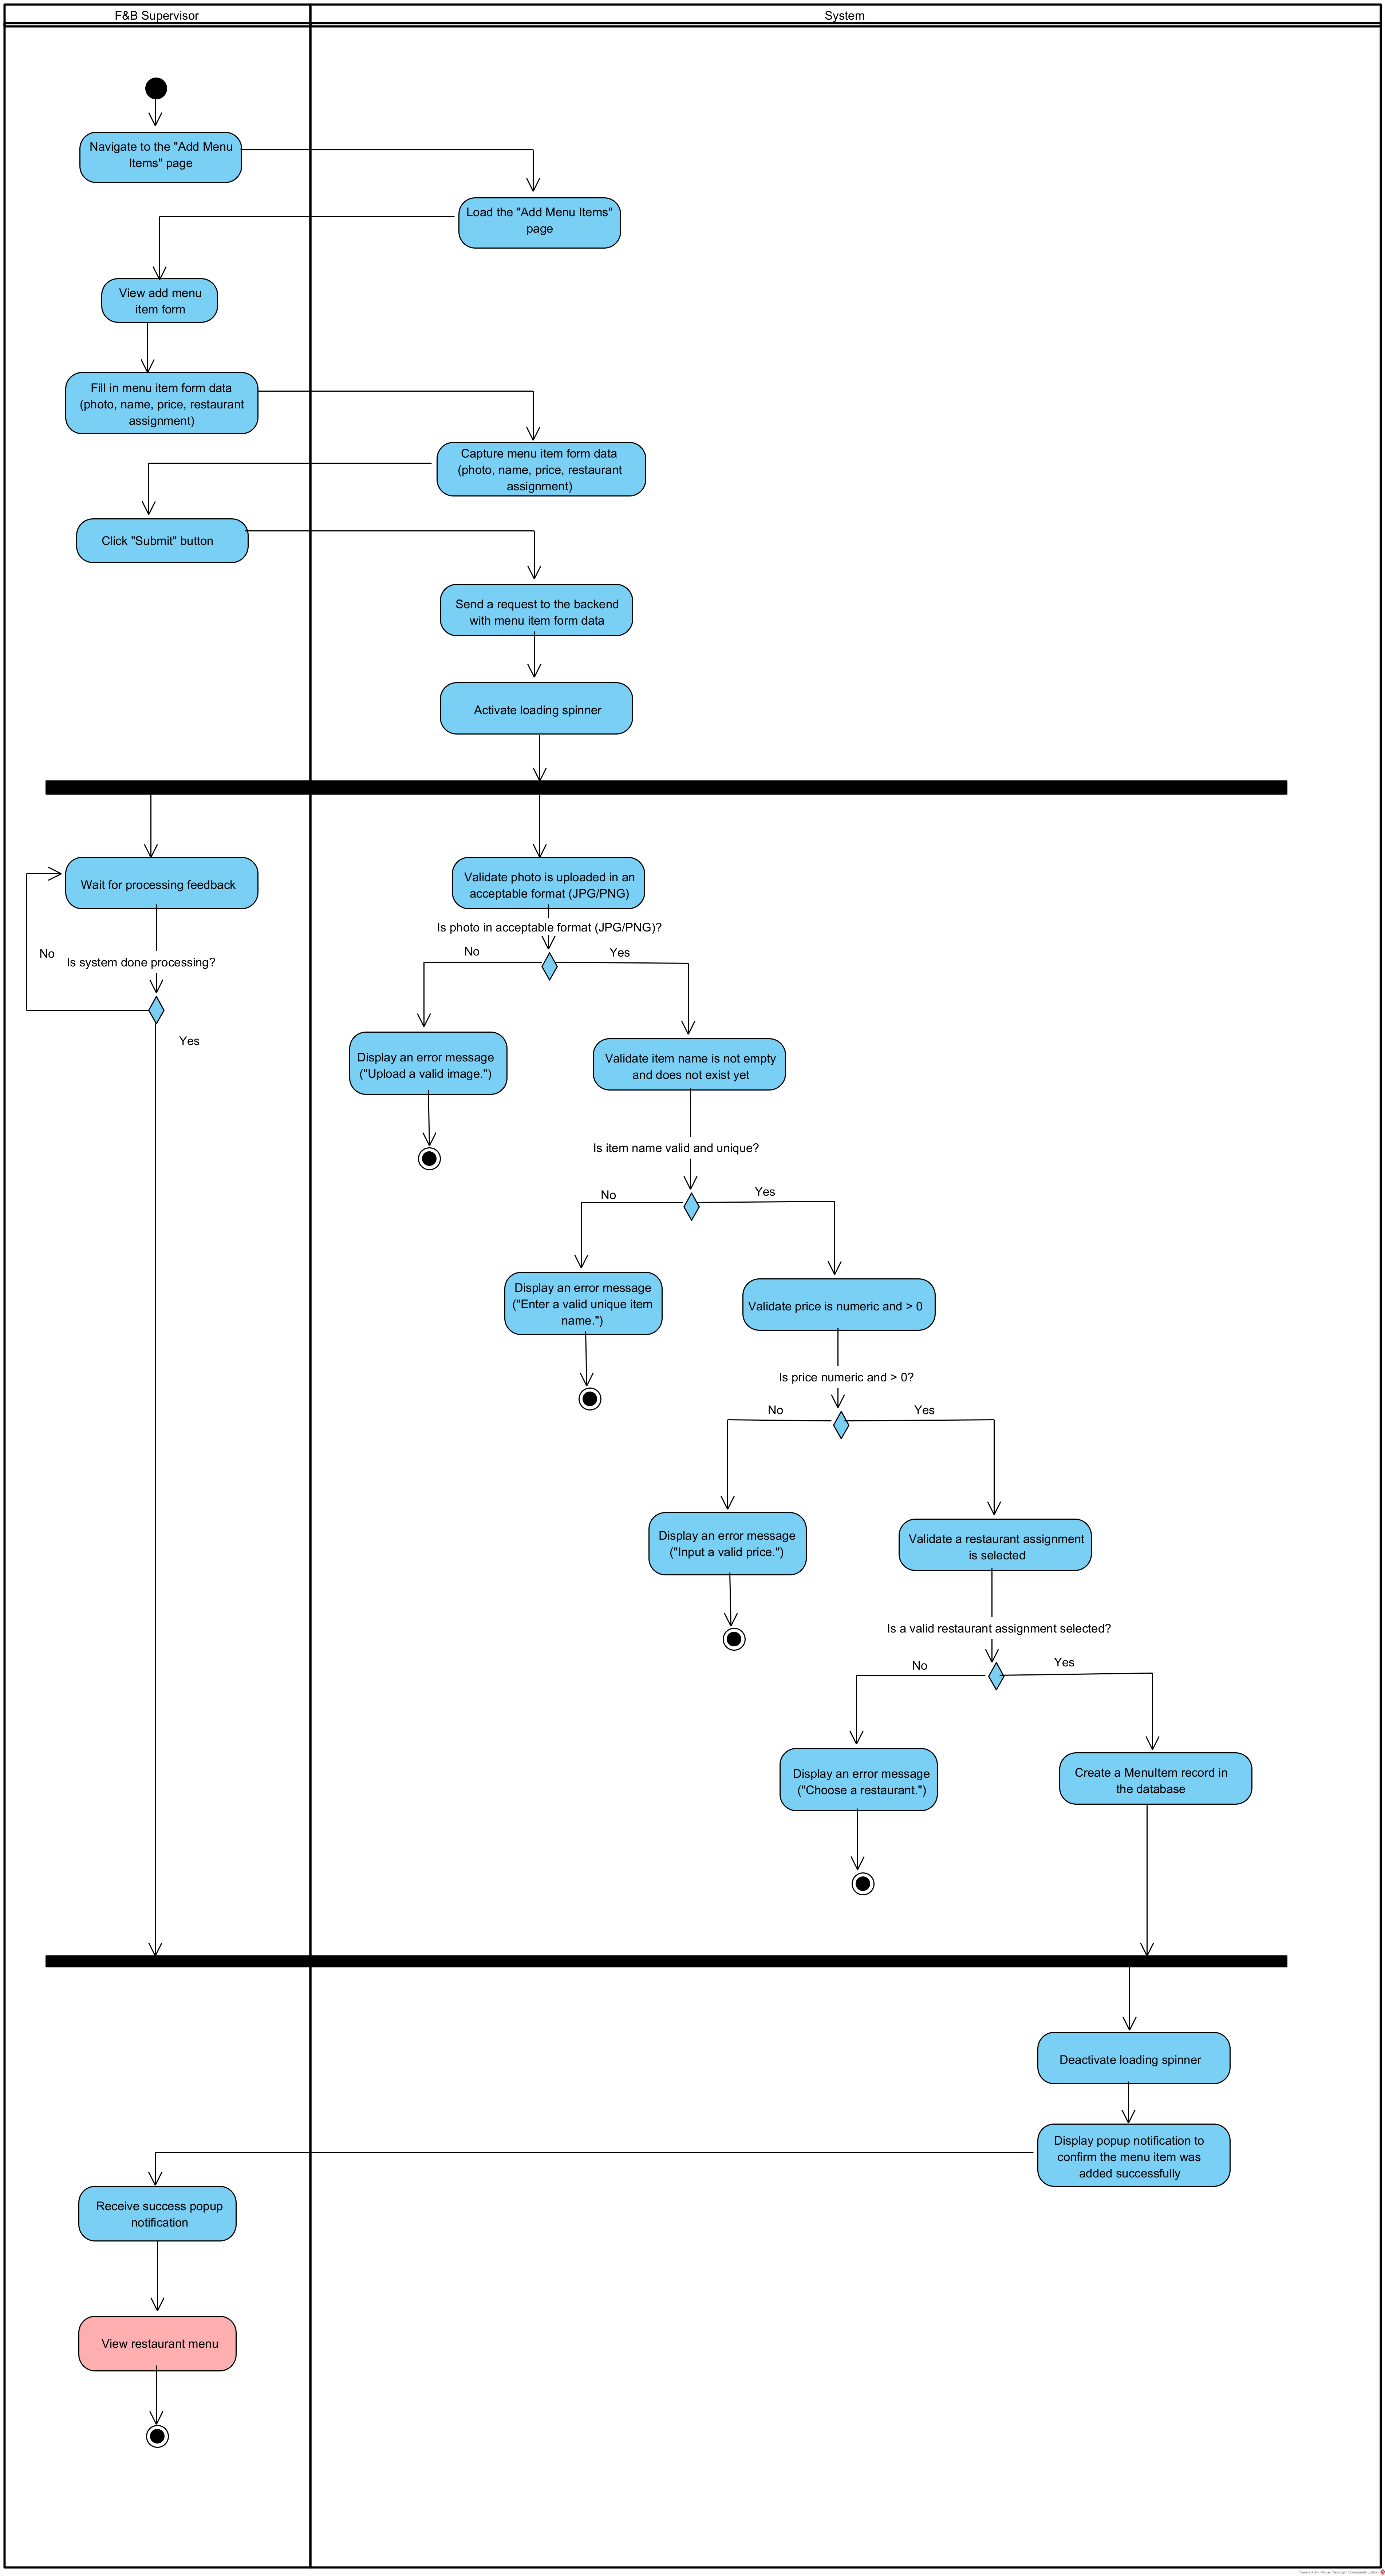 F&B Supervisor
System
Navigate to the "Add Menu
Items" page
Load the "Add Menu Items"
page
View add menu
item form
Fill in menu item form data
(photo, name, price, restaurant
assignment)
Capture menu item form data
(photo, name, price, restaurant
assignment)
Click "Submit" button
Send a request to the backend
with menu item form data
Activate loading spinner
Wait for processing feedback
Validate photo is uploaded in an
acceptable format (JPG/PNG)
Is photo in acceptable format (JPG/PNG)?
No
Is system done processing?
No
Yes
Yes
Display an error message
("Upload a valid image.")
Validate item name is not empty
and does not exist yet
Is item name valid and unique?
No
Yes
Display an error message
("Enter a valid unique item
name.")
Validate price is numeric and > 0
Is price numeric and > 0?
No
Yes
Display an error message
("Input a valid price.")
Validate a restaurant assignment
is selected
Is a valid restaurant assignment selected?
No
Yes
Display an error message
("Choose a restaurant.")
Create a MenuItem record in
the database
Deactivate loading spinner
Display popup notification to
confirm the menu item was
added successfully
Receive success popup
notification
View restaurant menu
Powered By Visual Paradigm Community Edition